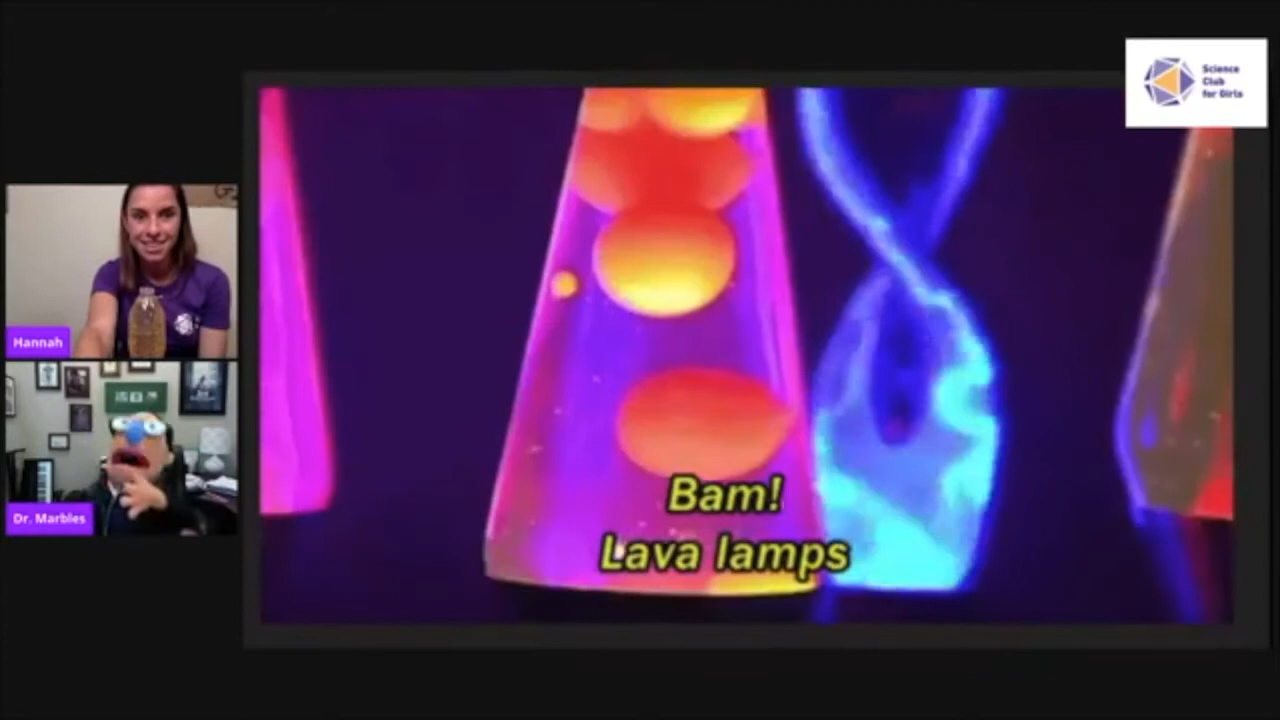 Science
Club
for Girls
Hannah
Dr. Marbles
Bam!
Lava lamps